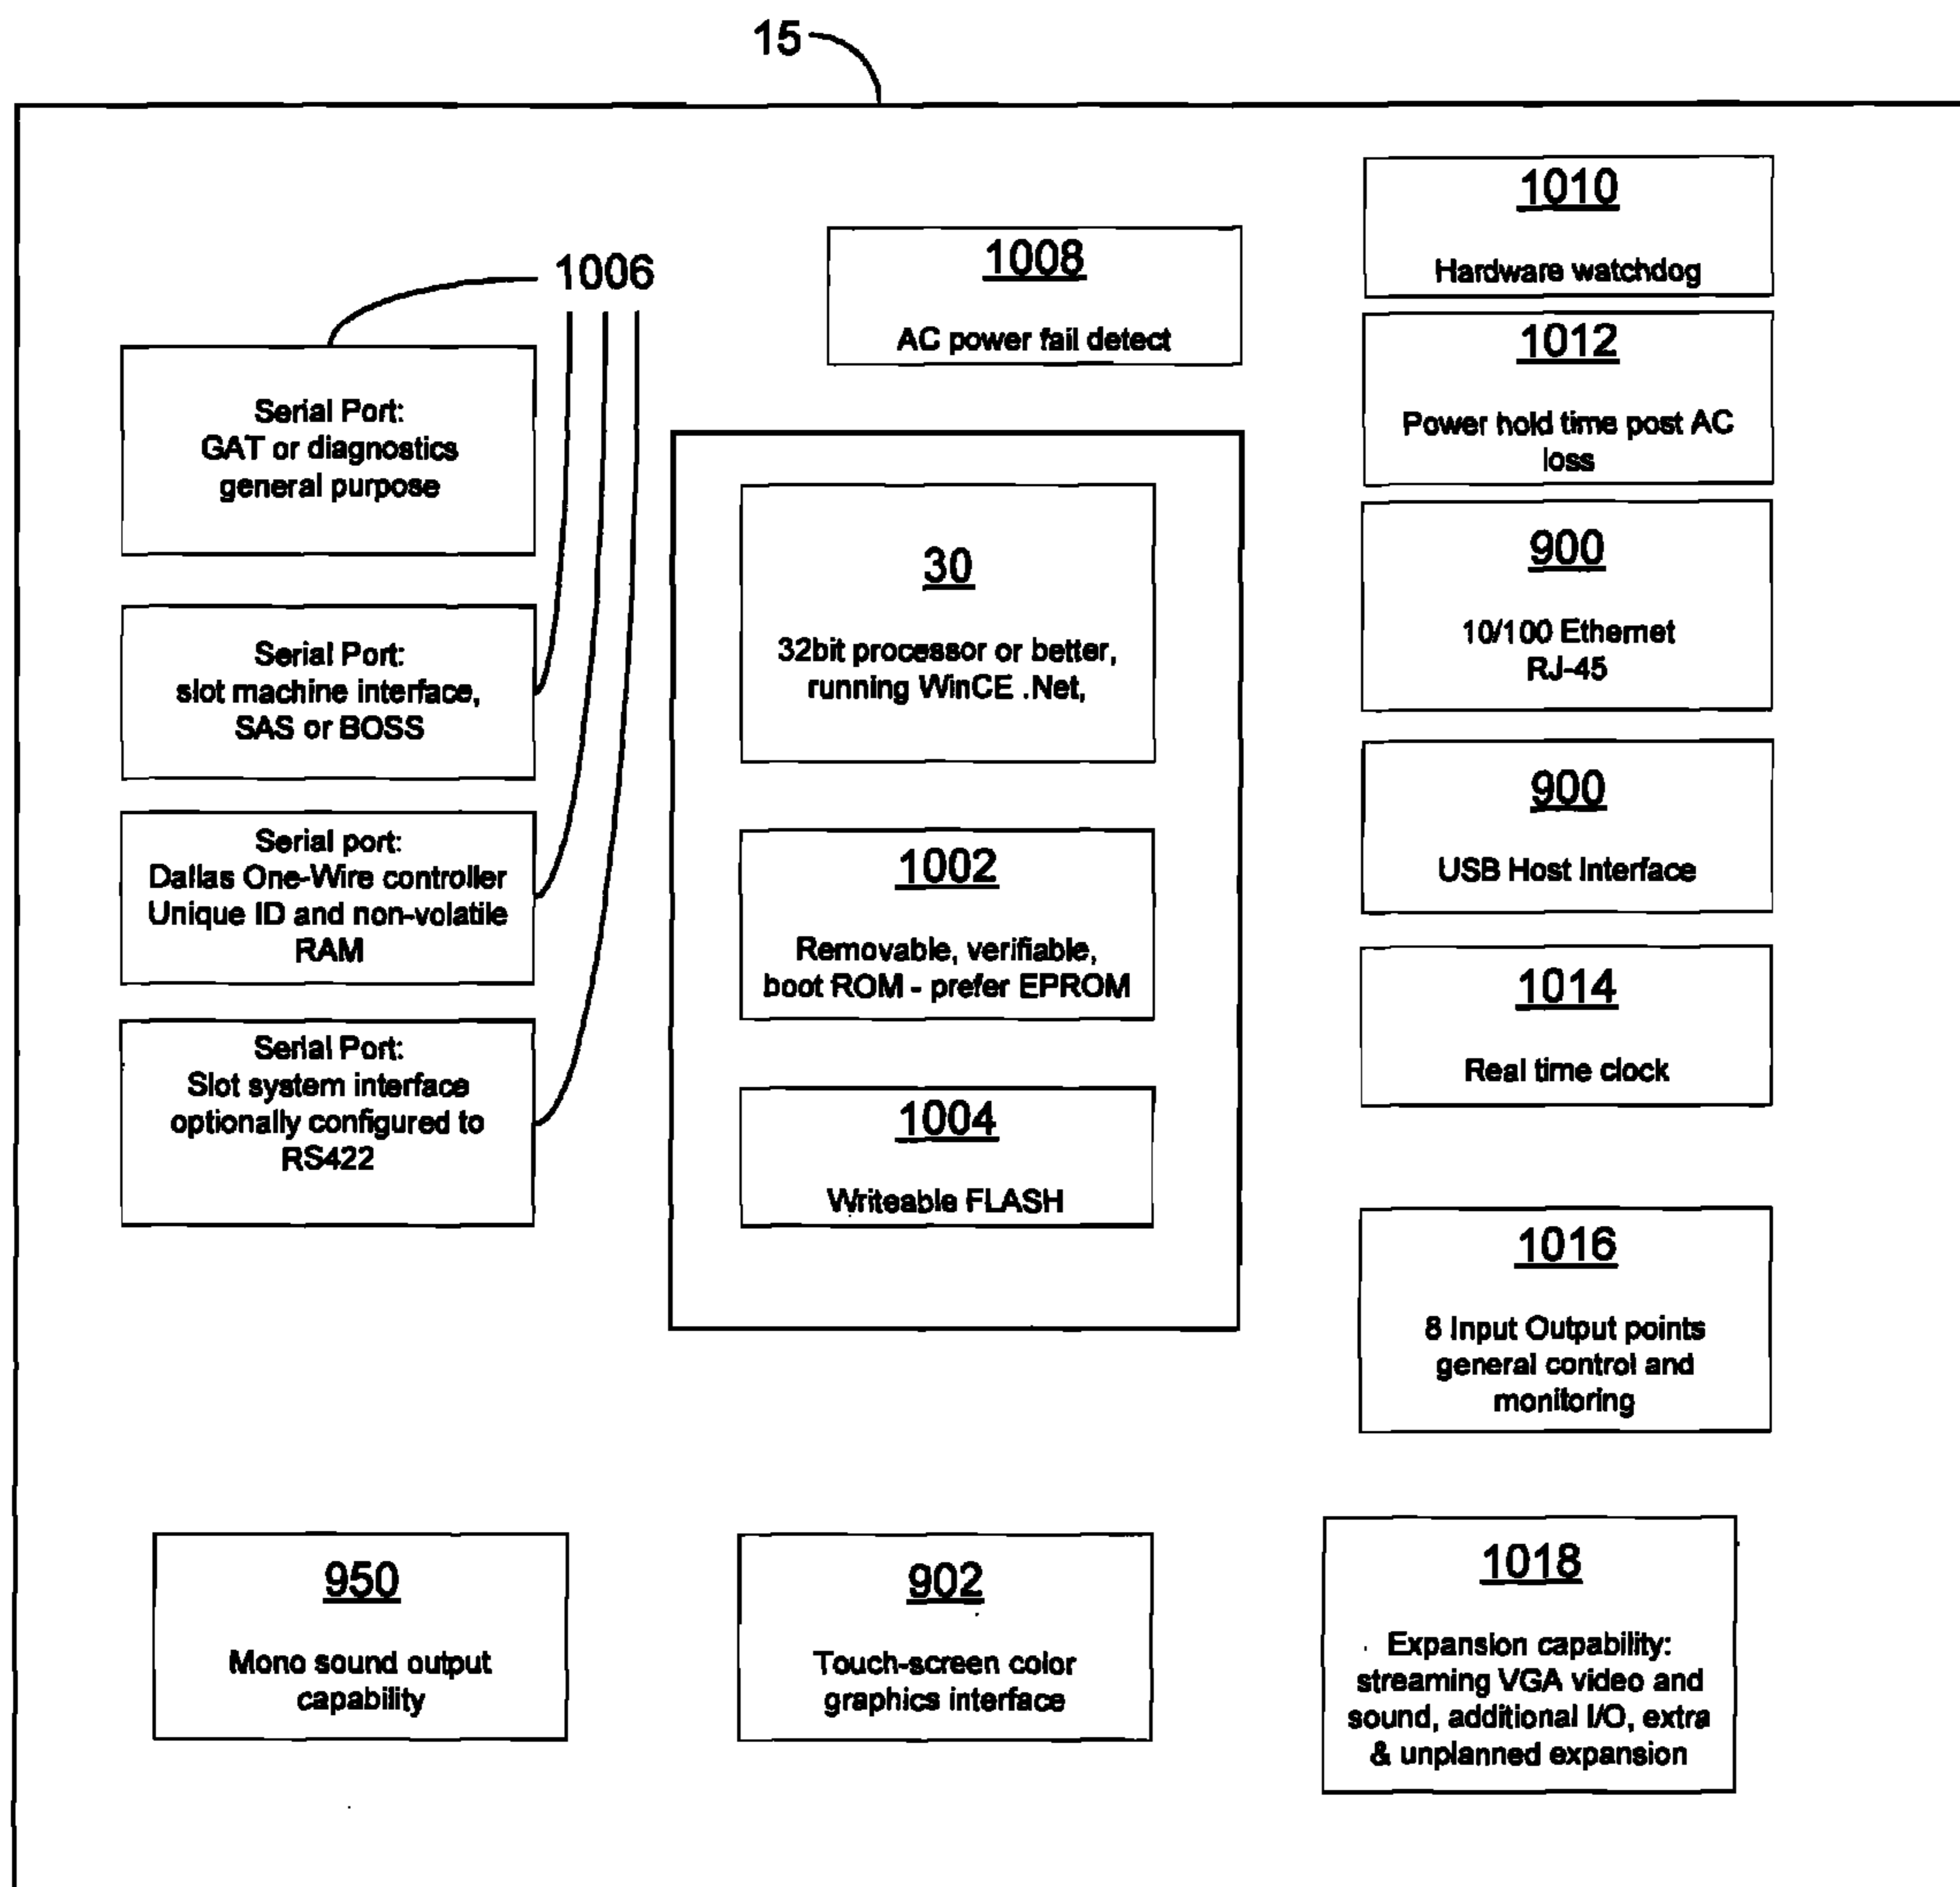 15
1006
Serial Port:
GAT or diagnostics
general purpose
Serial Port:
slot machine interface,
SAS or BOSS
Serial port:
Dallas One-Wire controller
Unique ID and non-volatile
RAM
Serial Port:
Slot system interface
optionally configured to
RS422
1008
AC power fail detect
30
32bit processor or better,
running WinCE .Net,
1002
Removable, verifiable,
boot ROM - prefer EPROM
1004
Writeable FLASH
1010
Hardware watchdog
1012
Power hold time post AC
loss
900
10/100 Ethernet
RJ-45
900
USB Host Interface
1014
Real time clock
1016
8 Input Output points
general control and
monitoring
950
Mono sound output
capability
902
Touch-screen color
graphics interface
1018
Expansion capability:
streaming VGA video and
sound, additional I/O, extra
& unplanned expansion